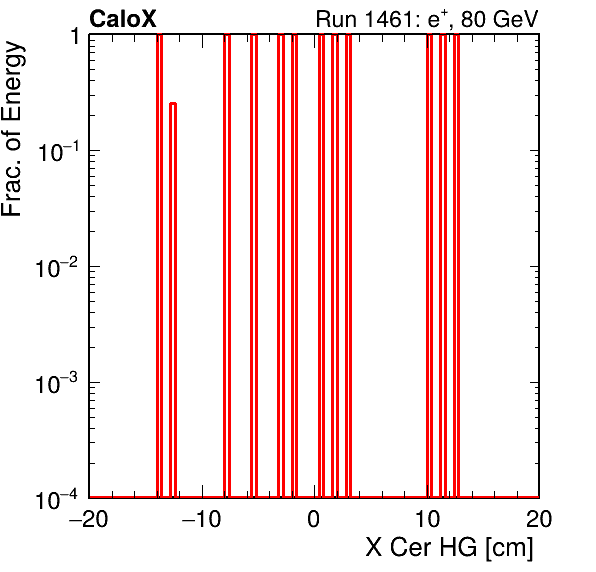 CaloX Run 1461: e⁺, 80 GeV
Frac. of Energy
1
10⁻¹
10⁻²
10⁻³
10⁻⁴
−20 −10 0 10 20
X Cer HG [cm]